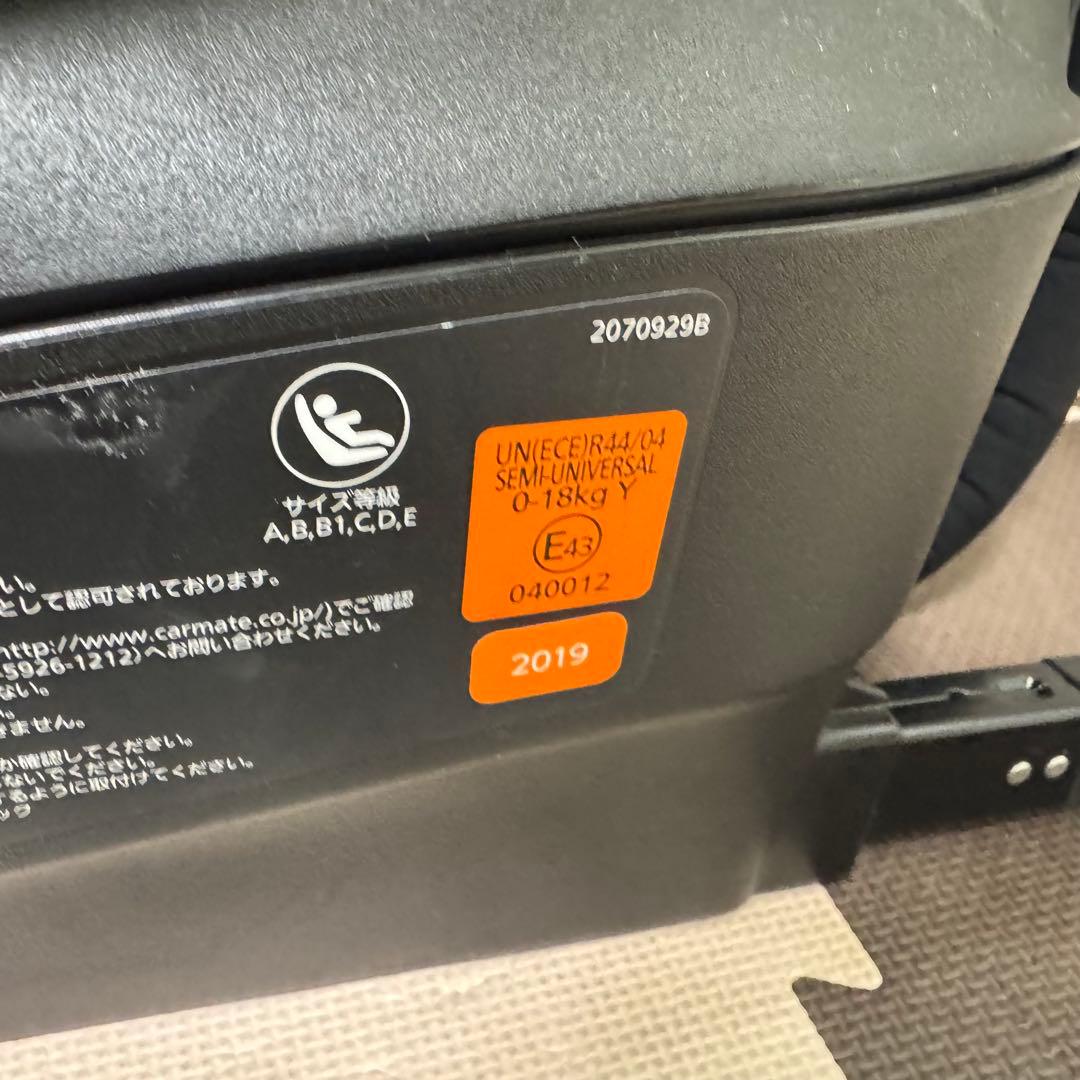 2070929B
サイズ等級
A,B,B1,C,D,E
UN(ECE)R44/04
SEMI-UNIVERSAL
0-18kg Y
E43
040012
2019
い。
として認可されております。
http://www.carmate.co.jp/)でご確認
-5926-1212)へお問い合わせください。
ない。
きません。
か確認してください。
ないでください。
するように取付けてください。
ッグ